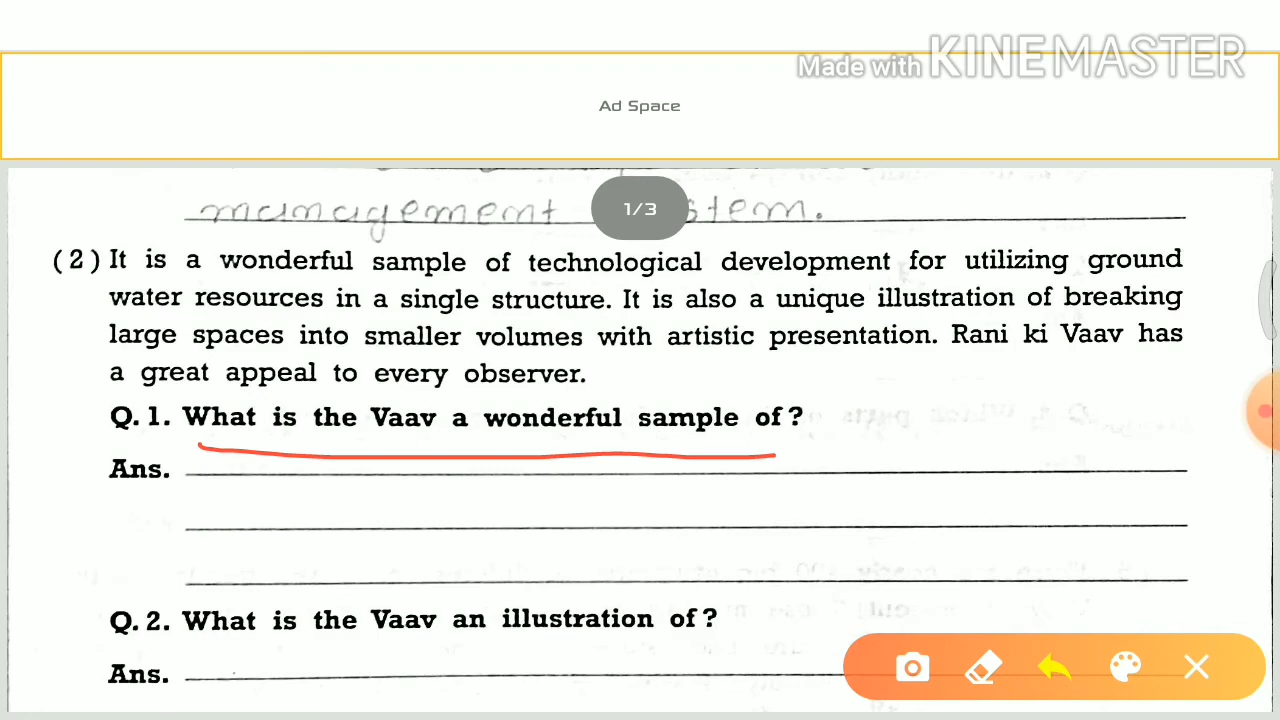 Made with KINEMASTER
Ad Space
1/3
management stem.
(2) It is a wonderful sample of technological development for utilizing ground
water resources in a single structure. It is also a unique illustration of breaking
large spaces into smaller volumes with artistic presentation. Rani ki Vaav has
a great appeal to every observer.
Q. 1. What is the Vaav a wonderful sample of?
Ans.
Q. 2. What is the Vaav an illustration of?
Ans.